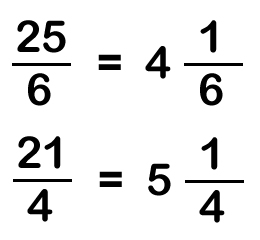 25/6 = 4 1/6
21/4 = 5 1/4